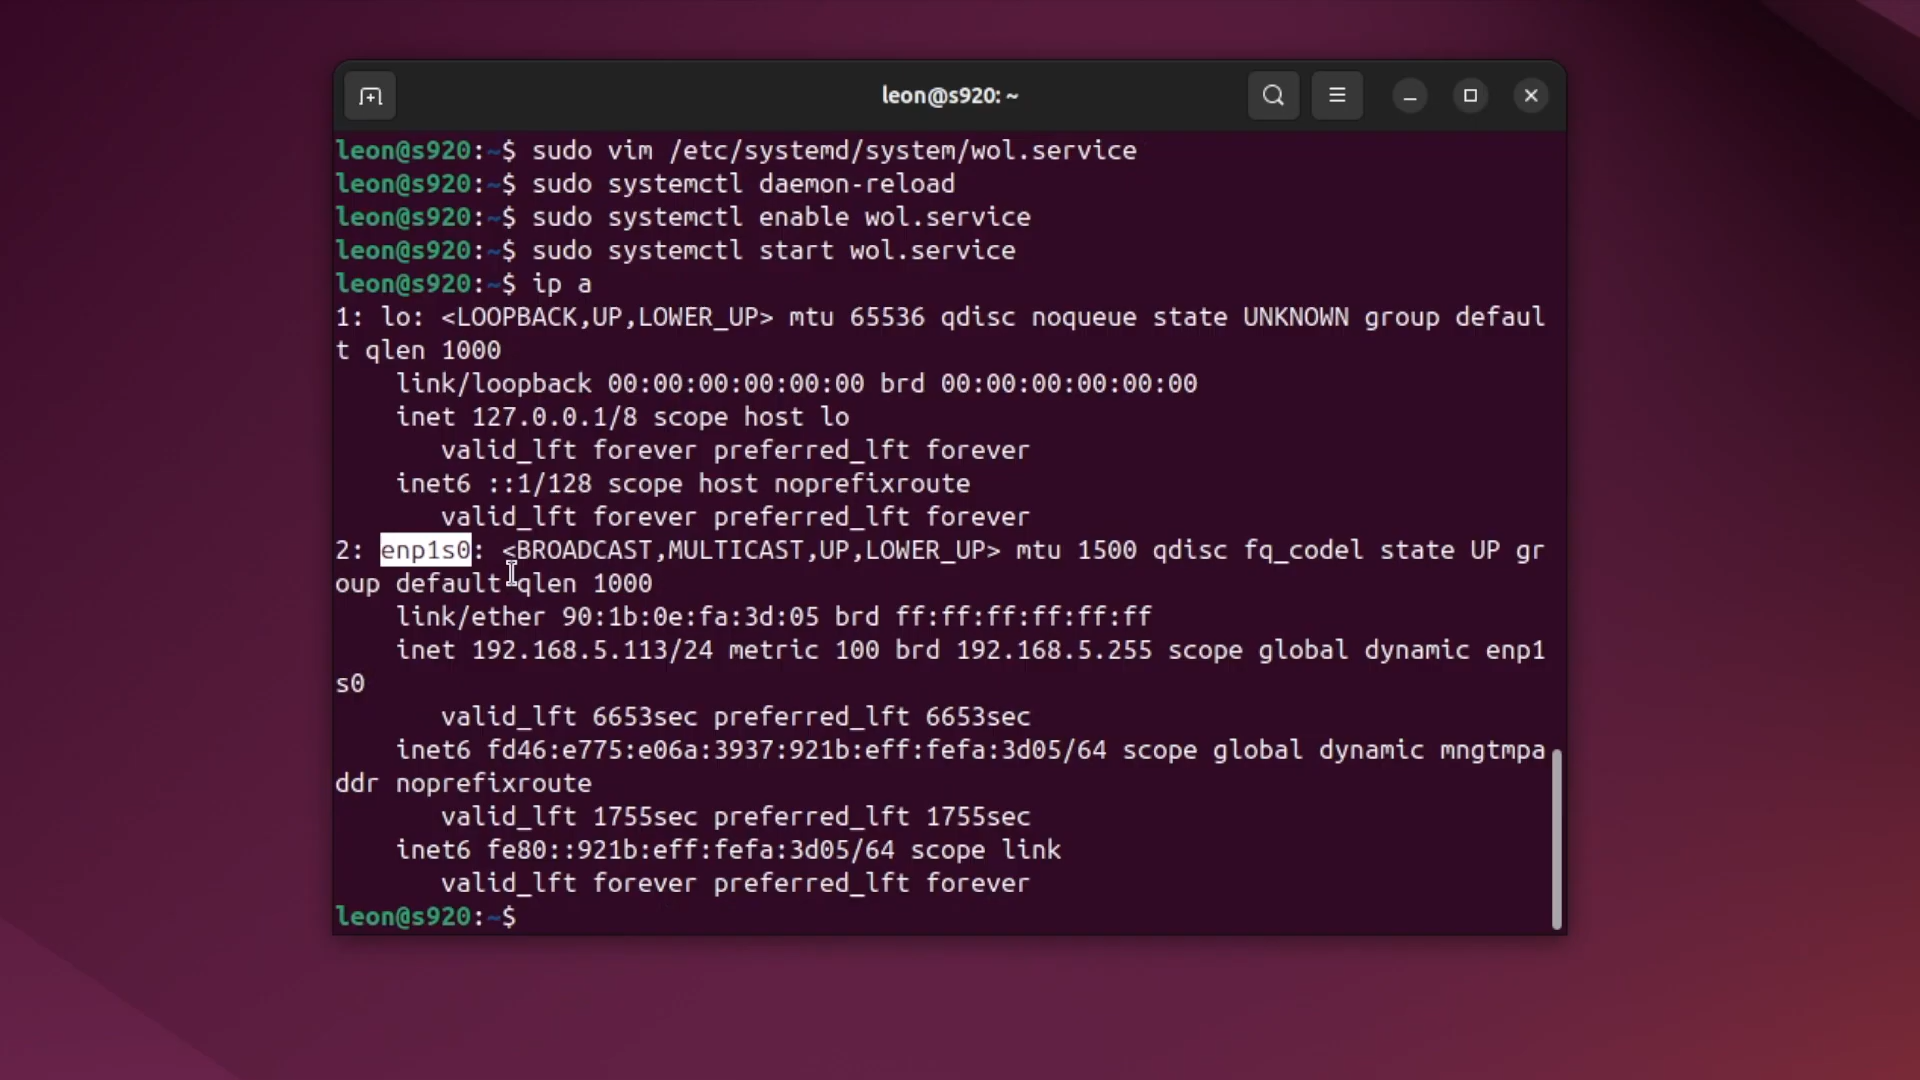 leon@s920: ~
leon@s920:~$ sudo vim /etc/systemd/system/wol.service
leon@s920:~$ sudo systemctl daemon-reload
leon@s920:~$ sudo systemctl enable wol.service
leon@s920:~$ sudo systemctl start wol.service
leon@s920:~$ ip a
1: lo: <LOOPBACK,UP,LOWER_UP> mtu 65536 qdisc noqueue state UNKNOWN group defaul
t qlen 1000
    link/loopback 00:00:00:00:00:00 brd 00:00:00:00:00:00
    inet 127.0.0.1/8 scope host lo
       valid_lft forever preferred_lft forever
    inet6 ::1/128 scope host noprefixroute
       valid_lft forever preferred_lft forever
2: enp1s0: <BROADCAST,MULTICAST,UP,LOWER_UP> mtu 1500 qdisc fq_codel state UP gr
oup default qlen 1000
    link/ether 90:1b:0e:fa:3d:05 brd ff:ff:ff:ff:ff:ff
    inet 192.168.5.113/24 metric 100 brd 192.168.5.255 scope global dynamic enp1
s0
       valid_lft 6653sec preferred_lft 6653sec
    inet6 fd46:e775:e06a:3937:921b:eff:fefa:3d05/64 scope global dynamic mngtmpa
ddr noprefixroute
       valid_lft 1755sec preferred_lft 1755sec
    inet6 fe80::921b:eff:fefa:3d05/64 scope link
       valid_lft forever preferred_lft forever
leon@s920:~$